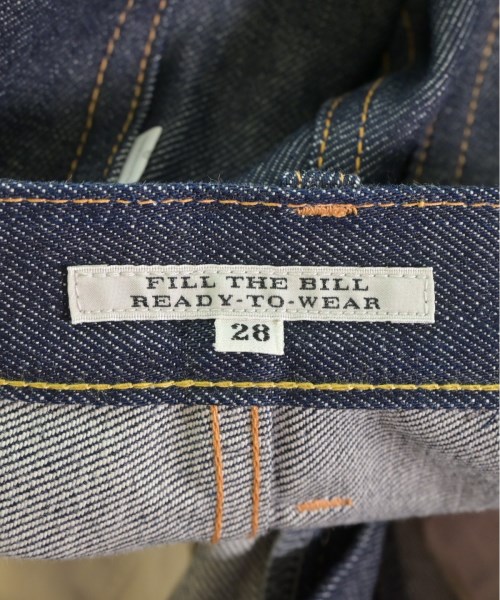 FILL THE BILL
READY-TO-WEAR
28